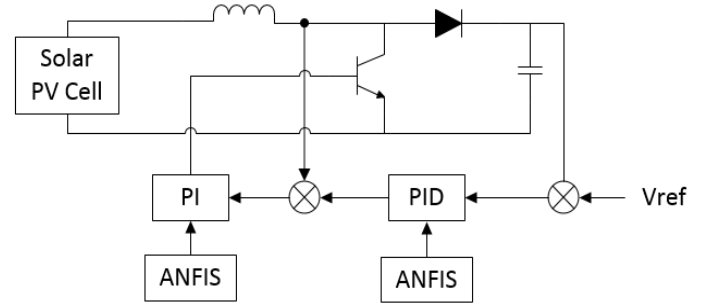 Solar
PV Cell
PI
PID
Vref
ANFIS
ANFIS